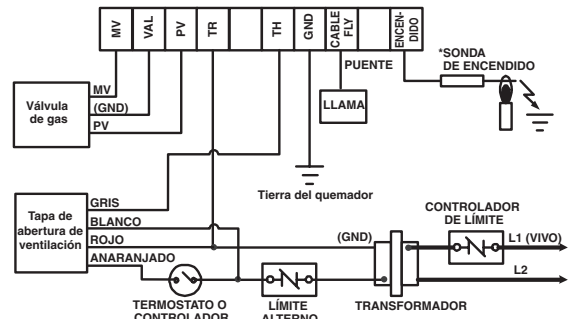 MV
VAL
PV
TR
TH
GND
CABLE
FLY
ENCEN-
DIDO
PUENTE
*SONDA
DE ENCENDIDO
MV
(GND)
PV
Válvula
de gas
LLAMA
Tierra del quemador
GRIS
BLANCO
ROJO
ANARANJADO
Tapa de
abertura de
ventilación
(GND)
CONTROLADOR
DE LÍMITE
L1 (VIVO)
L2
TERMOSTATO O
CONTROLADOR
LÍMITE
ALTERNO
TRANSFORMADOR